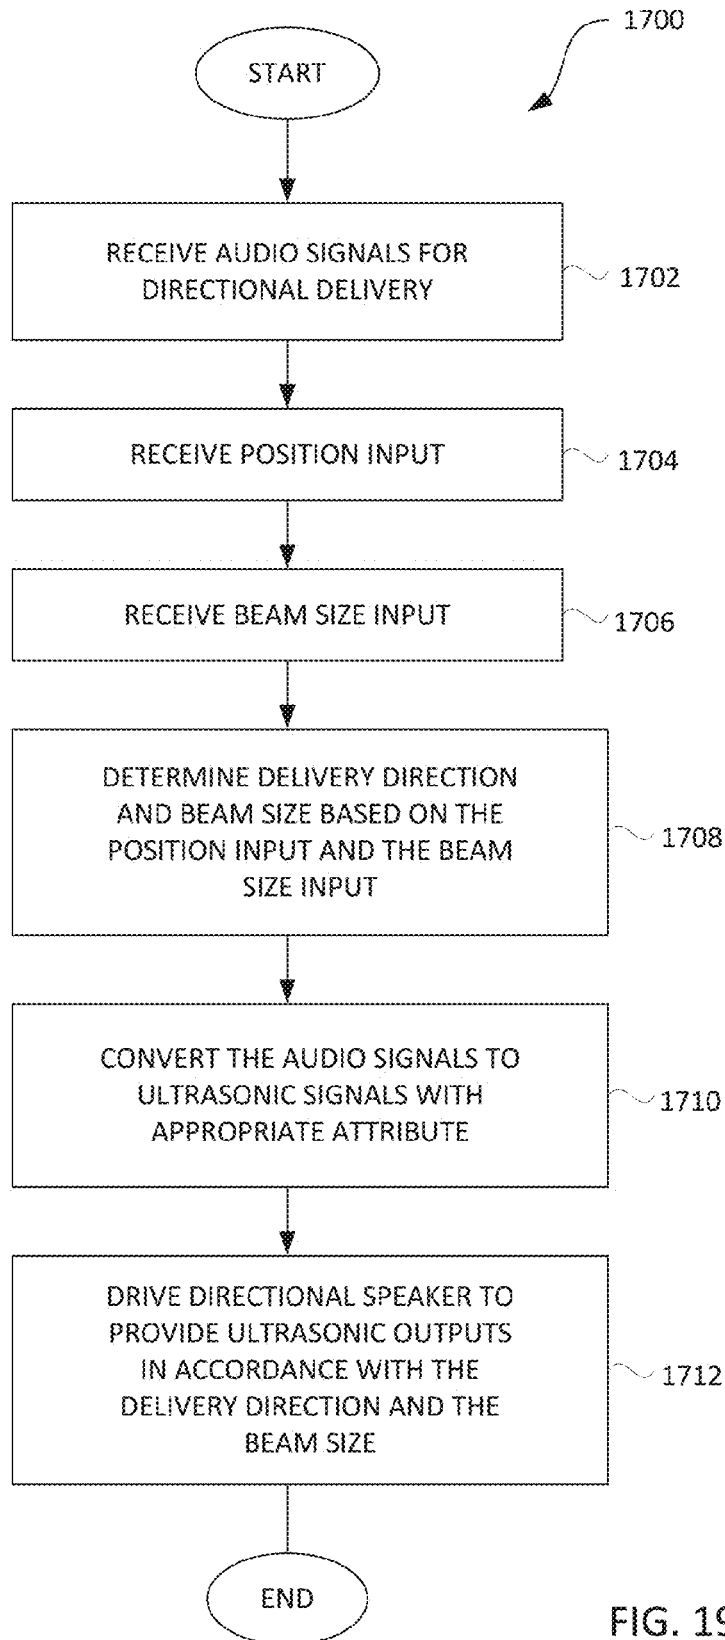 1700
START
RECEIVE AUDIO SIGNALS FOR
DIRECTIONAL DELIVERY
1702
RECEIVE POSITION INPUT
1704
RECEIVE BEAM SIZE INPUT
1706
DETERMINE DELIVERY DIRECTION
AND BEAM SIZE BASED ON THE
POSITION INPUT AND THE BEAM
SIZE INPUT
1708
CONVERT THE AUDIO SIGNALS TO
ULTRASONIC SIGNALS WITH
APPROPRIATE ATTRIBUTE
1710
DRIVE DIRECTIONAL SPEAKER TO
PROVIDE ULTRASONIC OUTPUTS
IN ACCORDANCE WITH THE
DELIVERY DIRECTION AND THE
BEAM SIZE
1712
END
FIG. 19